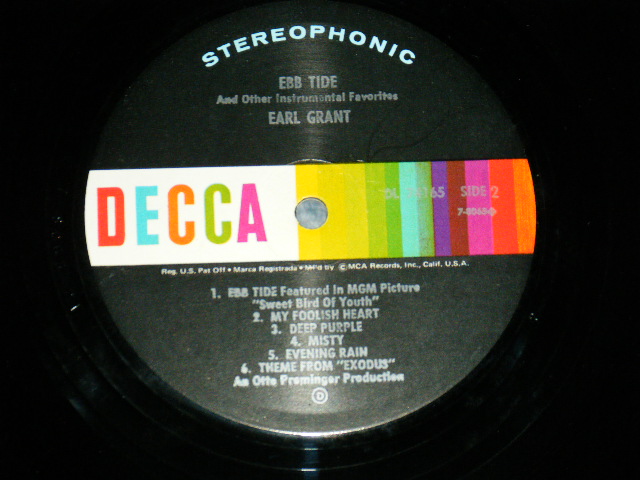 STEREOPHONIC
EBB TIDE
And Other Instrumental Favorites
EARL GRANT
DECCA
SIDE 2
Reg. U.S. Pat Off • Marca Registrada • Mf'd by ©MCA Records, Inc., Calif. U.S.A.
1. EBB TIDE Featured in MGM Picture
"Sweet Bird Of Youth"
2. MY FOOLISH HEART
3. DEEP PURPLE
4. MISTY
5. EVENING RAIN
6. THEME FROM "EXODUS"
An Otto Preminger Production
D